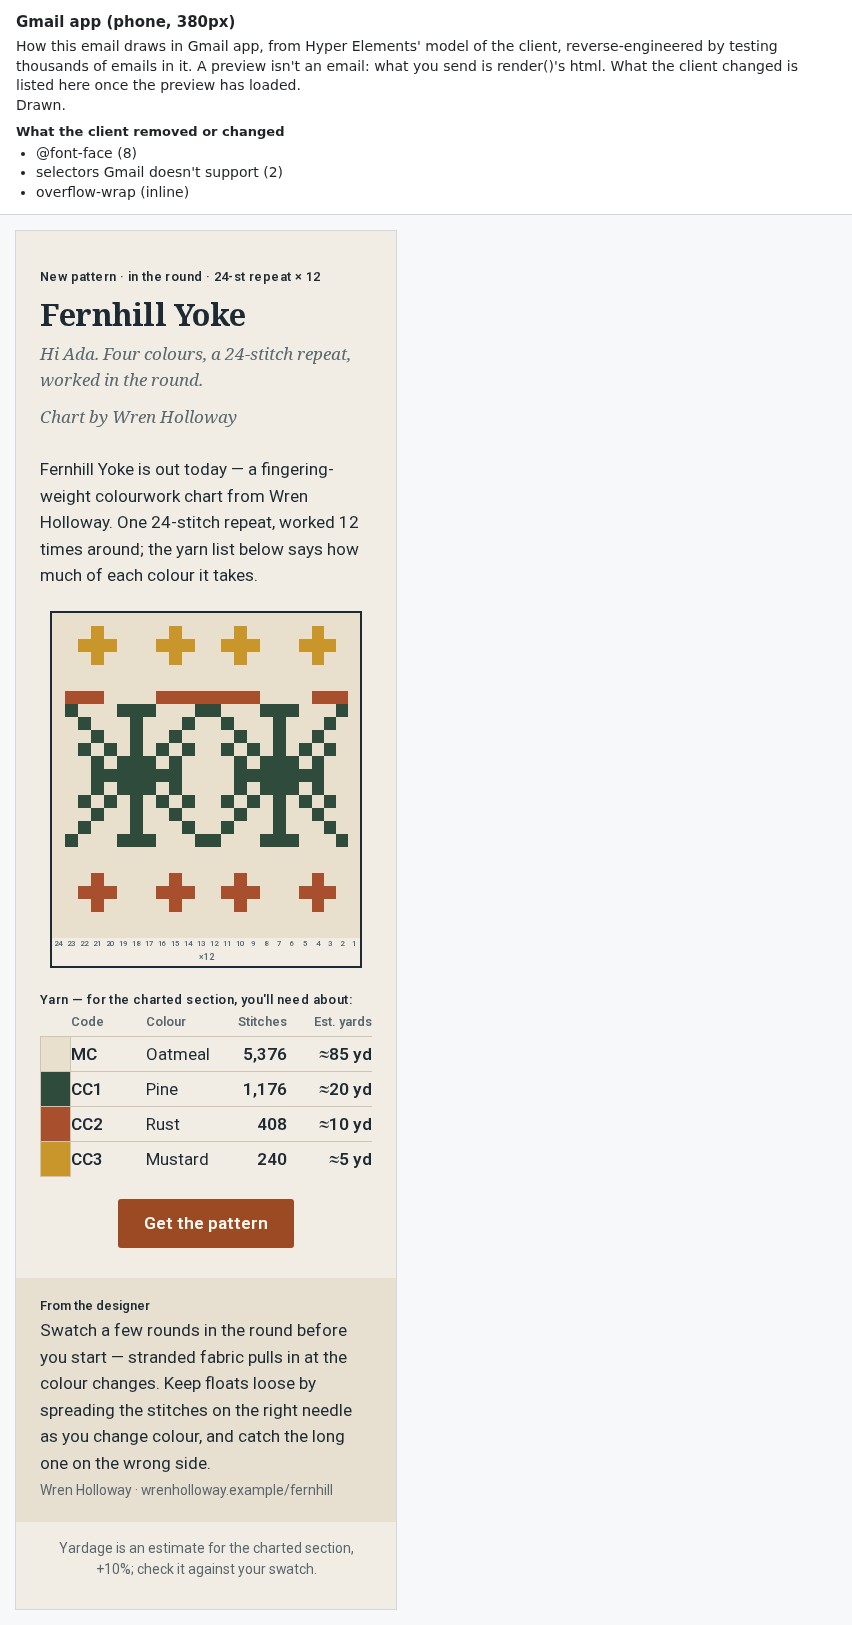 Gmail app (phone, 380px)
How this email draws in Gmail app, from Hyper Elements' model of the client, reverse-engineered by testing
thousands of emails in it. A preview isn't an email: what you send is render()'s html. What the client changed is
listed here once the preview has loaded.
Drawn.
What the client removed or changed
• @font-face (8)
• selectors Gmail doesn't support (2)
• overflow-wrap (inline)
New pattern · in the round · 24-st repeat × 12
Fernhill Yoke
Hi Ada. Four colours, a 24-stitch repeat,
worked in the round.
Chart by Wren Holloway
Fernhill Yoke is out today — a fingering-
weight colourwork chart from Wren
Holloway. One 24-stitch repeat, worked 12
times around; the yarn list below says how
much of each colour it takes.
24 23 22 21 20 19 18 17 16 15 14 13 12 11 10 9 8 7 6 5 4 3 2 1
×12
Yarn — for the charted section, you'll need about:
Code Colour Stitches Est. yards
MC Oatmeal 5,376 ≈85 yd
CC1 Pine 1,176 ≈20 yd
CC2 Rust 408 ≈10 yd
CC3 Mustard 240 ≈5 yd
Get the pattern
From the designer
Swatch a few rounds in the round before
you start — stranded fabric pulls in at the
colour changes. Keep floats loose by
spreading the stitches on the right needle
as you change colour, and catch the long
one on the wrong side.
Wren Holloway · wrenholloway.example/fernhill
Yardage is an estimate for the charted section,
+10%; check it against your swatch.